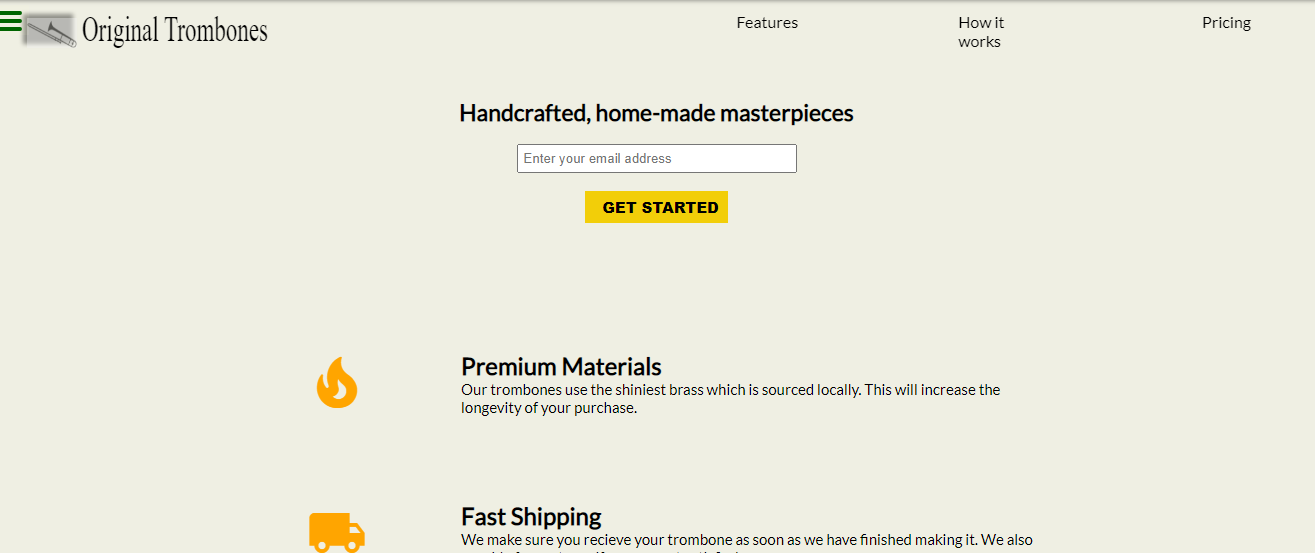 Original Trombones
Features
How it
works
Pricing
Handcrafted, home-made masterpieces
Enter your email address
GET STARTED
Premium Materials
Our trombones use the shiniest brass which is sourced locally. This will increase the
longevity of your purchase.
Fast Shipping
We make sure you recieve your trombone as soon as we have finished making it. We also